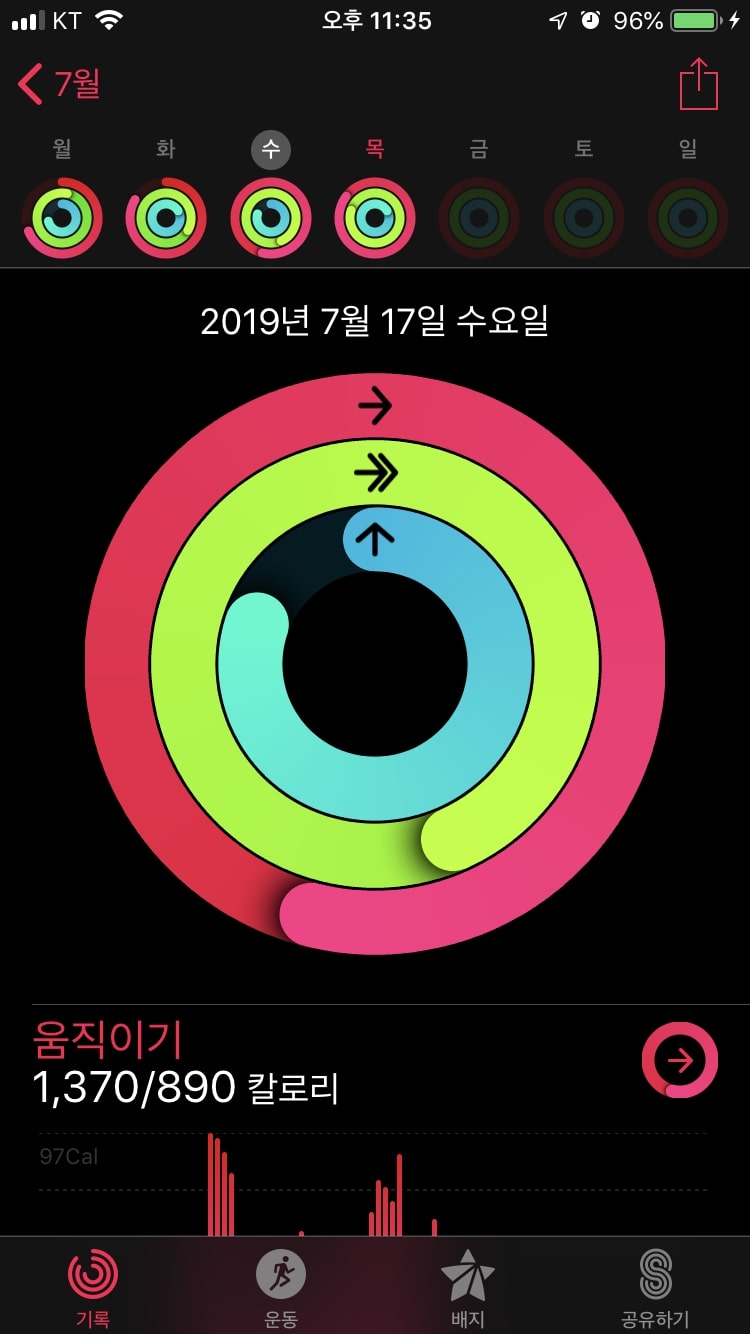 KT 오후 11:35 96%
7월
월 화 수 목 금 토 일
2019년 7월 17일 수요일
움직이기
1,370/890 칼로리
97Cal
기록 운동 배지 공유하기